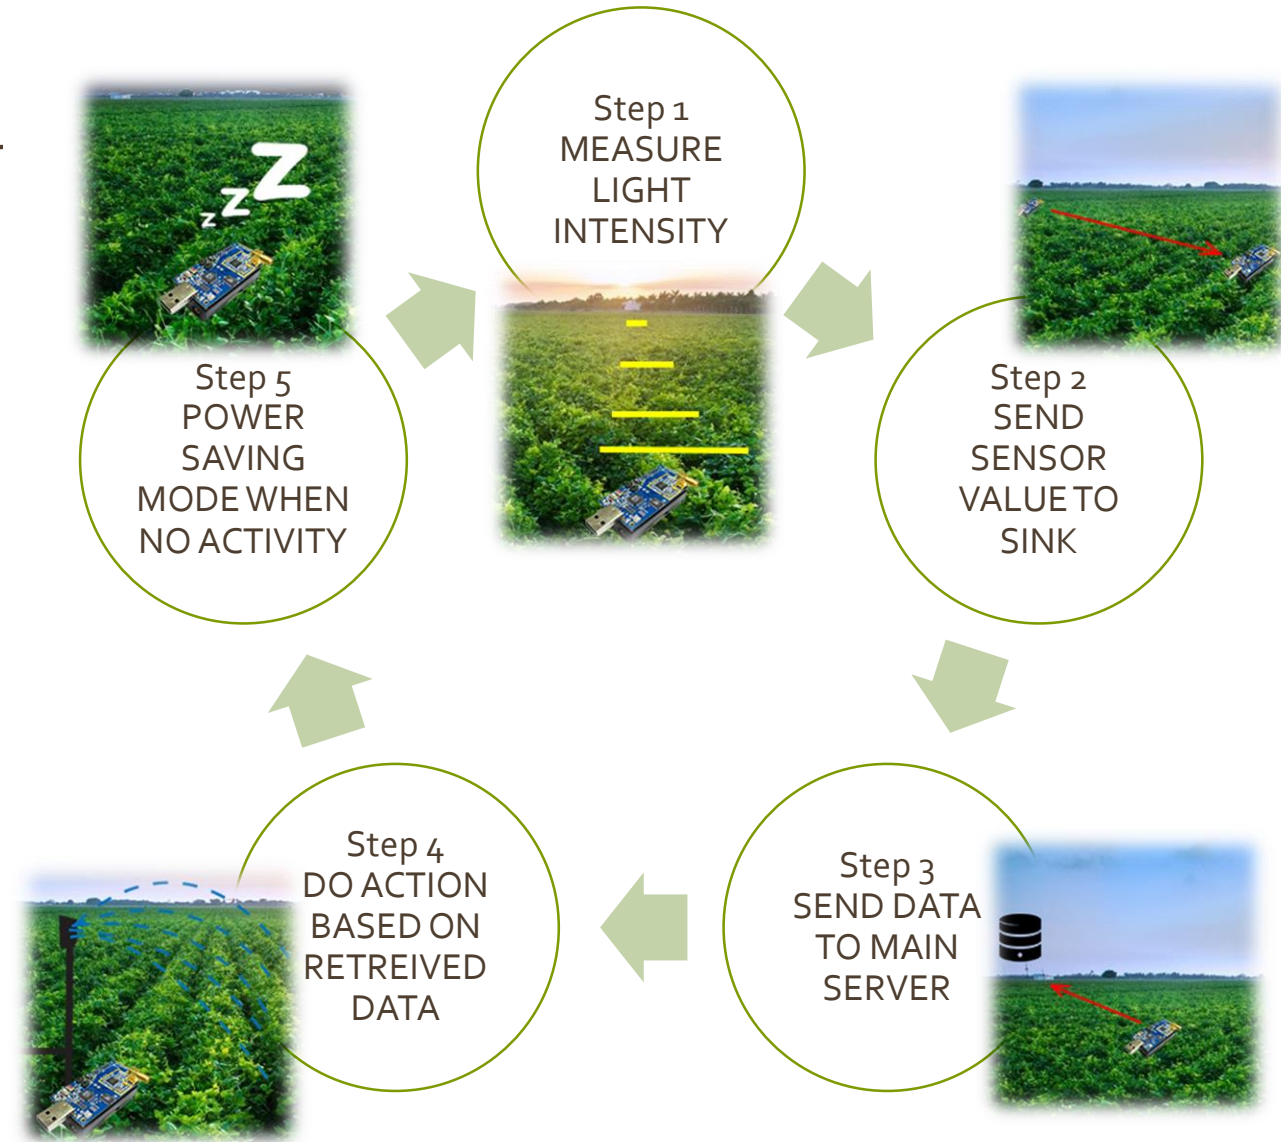 Step 1
MEASURE
LIGHT
INTENSITY
Step 2
SEND
SENSOR
VALUE TO
SINK
Step 3
SEND DATA
TO MAIN
SERVER
Step 4
DO ACTION
BASED ON
RETREIVED
DATA
Step 5
POWER
SAVING
MODE WHEN
NO ACTIVITY
z
z
Z